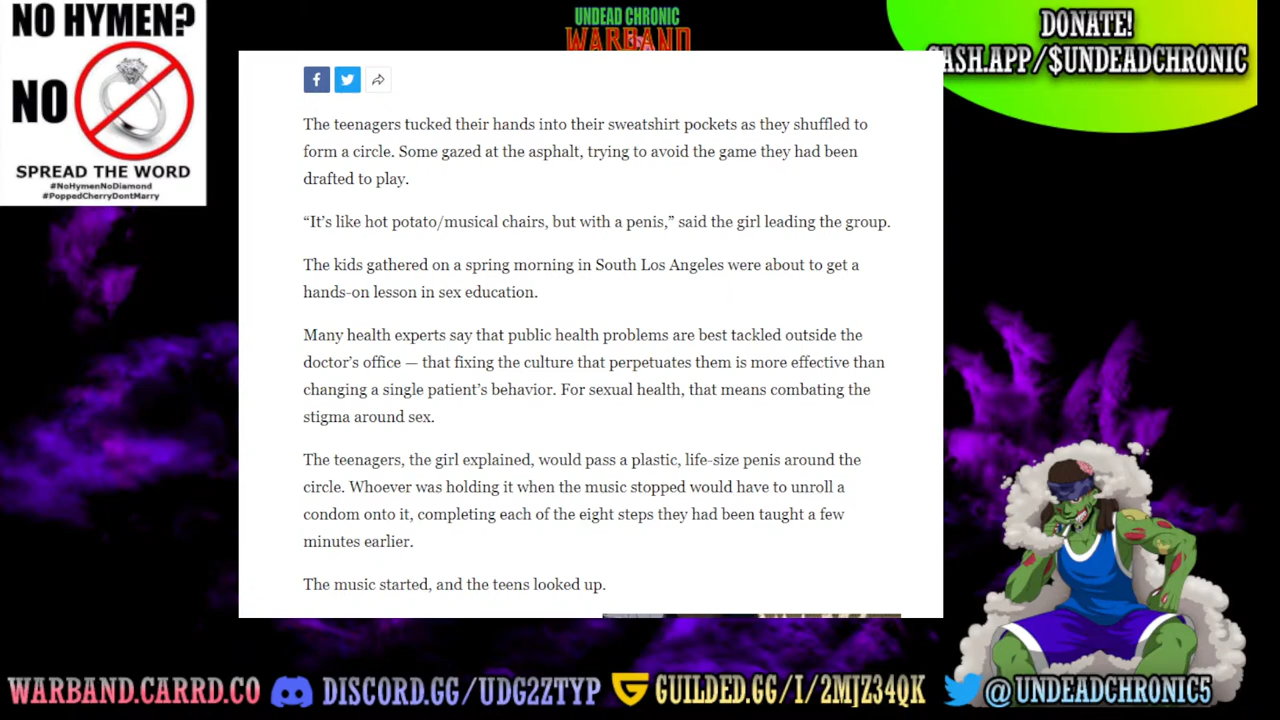 NO HYMEN?
NO
SPREAD THE WORD
#NoHymenNoDiamond
#PoppedCherryDontMarry
UNDEAD CHRONIC
WARBAND
DONATE!
CASH.APP/$UNDEADCHRONIC
The teenagers tucked their hands into their sweatshirt pockets as they shuffled to
form a circle. Some gazed at the asphalt, trying to avoid the game they had been
drafted to play.
“It’s like hot potato/musical chairs, but with a penis,” said the girl leading the group.
The kids gathered on a spring morning in South Los Angeles were about to get a
hands-on lesson in sex education.
Many health experts say that public health problems are best tackled outside the
doctor’s office — that fixing the culture that perpetuates them is more effective than
changing a single patient’s behavior. For sexual health, that means combating the
stigma around sex.
The teenagers, the girl explained, would pass a plastic, life-size penis around the
circle. Whoever was holding it when the music stopped would have to unroll a
condom onto it, completing each of the eight steps they had been taught a few
minutes earlier.
The music started, and the teens looked up.
WARBAND.CARRD.CO
DISCORD.GG/UDG2ZTYP
GUILDED.GG/I/2MJZ34QK
@UNDEADCHRONIC5